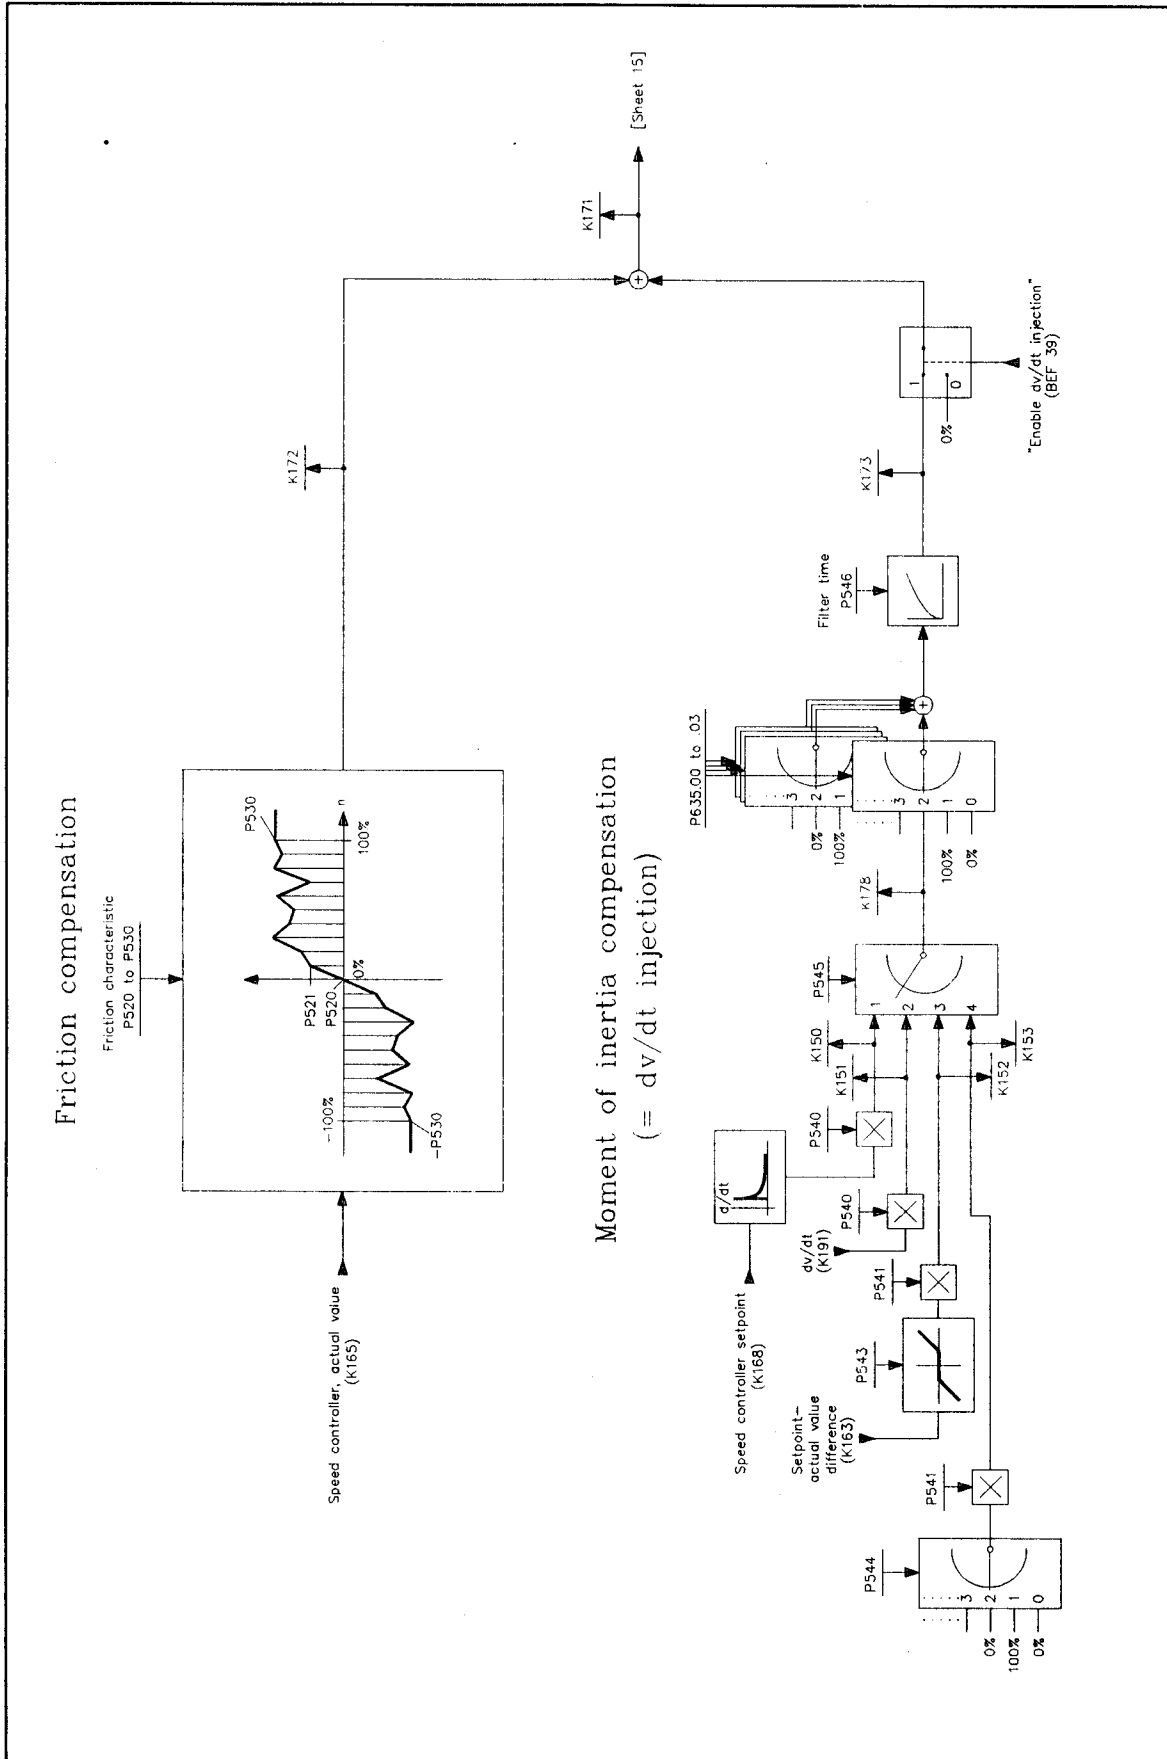 Friction compensation
Friction characteristic
P520 to P530
P530
n
100%
P521
P520
0%
-100%
-P530
Speed controller, actual value
(K165)
K172
K171
[Sheet 15]
Moment of inertia compensation
(= dv/dt injection)
Speed controller setpoint
(K168)
d/dt
P540
dv/dt
(K191)
P540
Setpoint-
actual value
difference
(K163)
P543
P541
P544
3
2
1
0
0%
100%
0%
P541
K150
K151
K152
K153
P545
1
2
3
4
K178
P635.00 to .03
3
2
1
0%
100%
3
2
1
0
100%
0%
Filter time
P546
K173
1
0
0%
"Enable dv/dt injection"
(BEF 39)